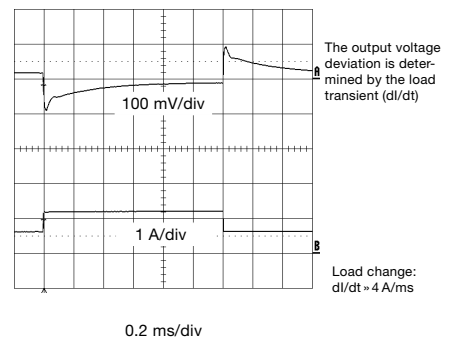 The output voltage
deviation is deter-
mined by the load
transient (dI/dt)
A
100 mV/div
1 A/div
B
Load change:
dI/dt » 4 A/ms
0.2 ms/div